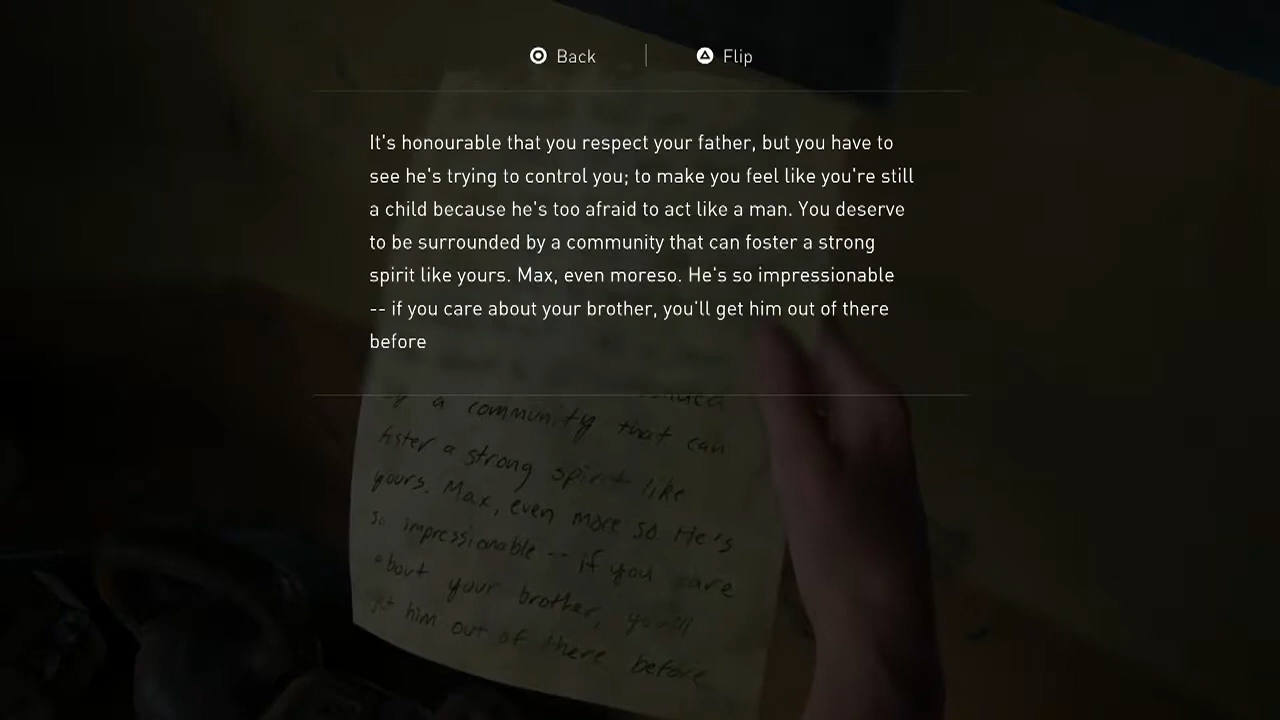 Back | Flip
It's honourable that you respect your father, but you have to
see he's trying to control you; to make you feel like you're still
a child because he's too afraid to act like a man. You deserve
to be surrounded by a community that can foster a strong
spirit like yours. Max, even moreso. He's so impressionable
-- if you care about your brother, you'll get him out of there
before
by a community that can
foster a strong spirit like
yours. Max, even more so. He's
so impressionable -- if you care
about your brother, you'll
get him out of there before